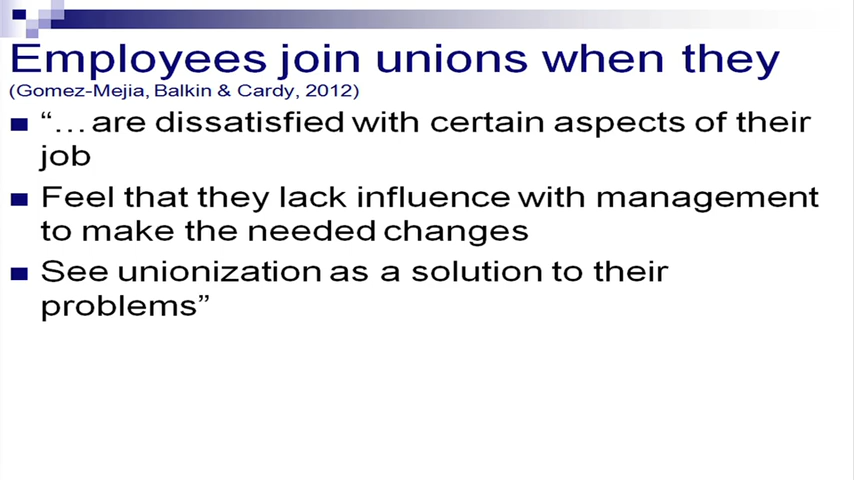 Employees join unions when they
(Gomez-Mejia, Balkin & Cardy, 2012)
“…are dissatisfied with certain aspects of their
job
Feel that they lack influence with management
to make the needed changes
See unionization as a solution to their
problems”